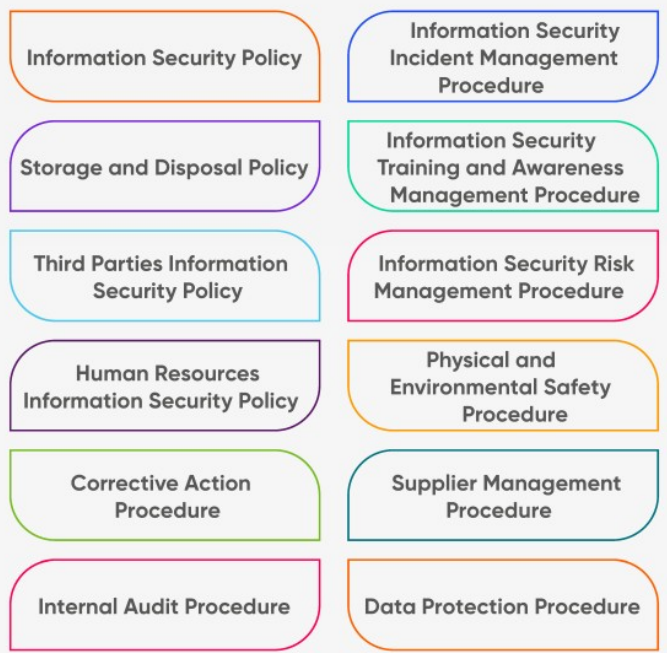 Information Security Policy
Information Security
Incident Management
Procedure
Storage and Disposal Policy
Information Security
Training and Awareness
Management Procedure
Third Parties Information
Security Policy
Information Security Risk
Management Procedure
Human Resources
Information Security Policy
Physical and
Environmental Safety
Procedure
Corrective Action
Procedure
Supplier Management
Procedure
Internal Audit Procedure
Data Protection Procedure